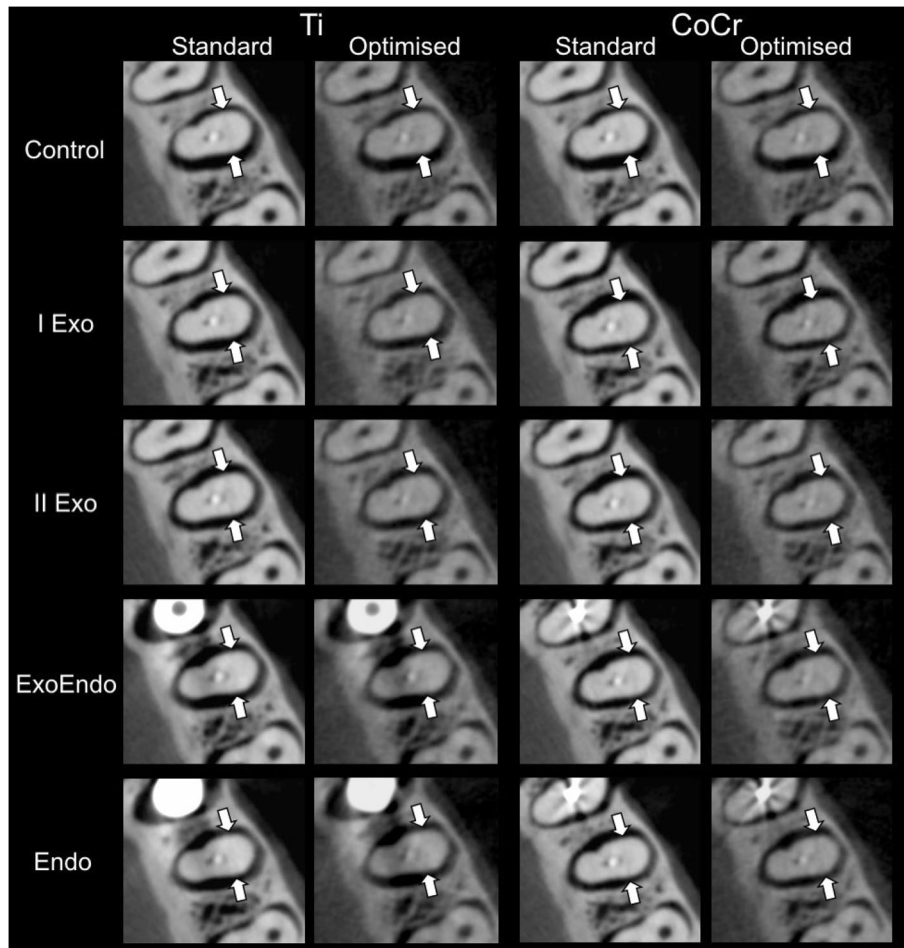 Ti CoCr
Standard Optimised Standard Optimised
Control
I Exo
II Exo
ExoEndo
Endo